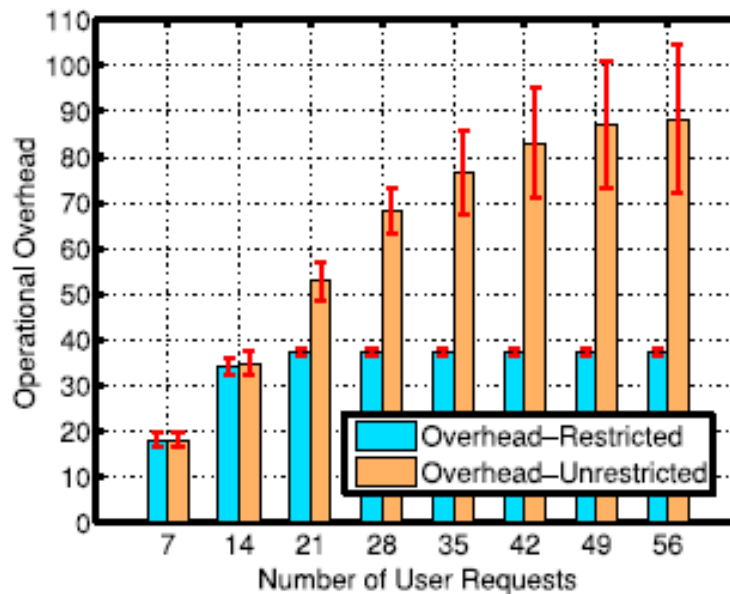 110
100
90
80
70
60
50
40
30
20
10
0
Operational Overhead
Overhead–Restricted
Overhead–Unrestricted
7 14 21 28 35 42 49 56
Number of User Requests